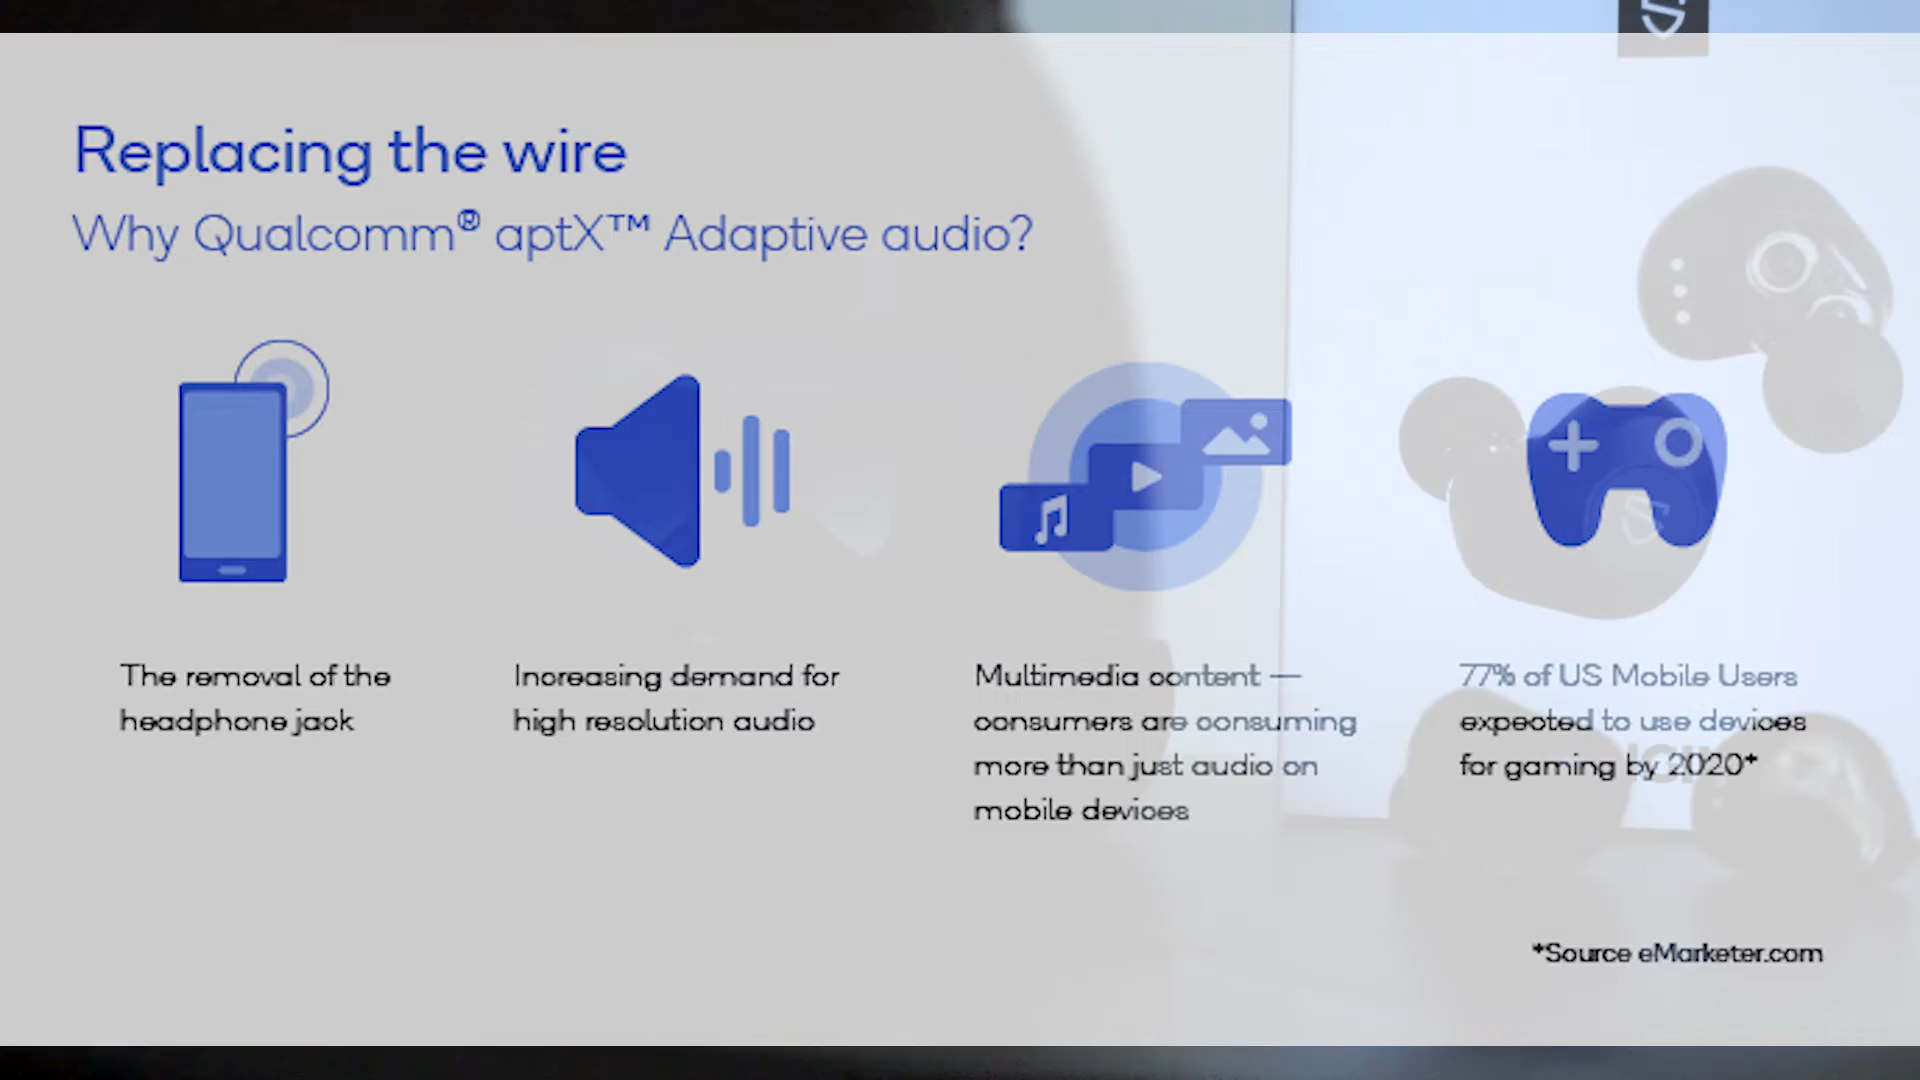 Replacing the wire
Why Qualcomm® aptX™ Adaptive audio?
The removal of the
headphone jack
Increasing demand for
high resolution audio
Multimedia content —
consumers are consuming
more than just audio on
mobile devices
77% of US Mobile Users
expected to use devices
for gaming by 2020*
*Source eMarketer.com